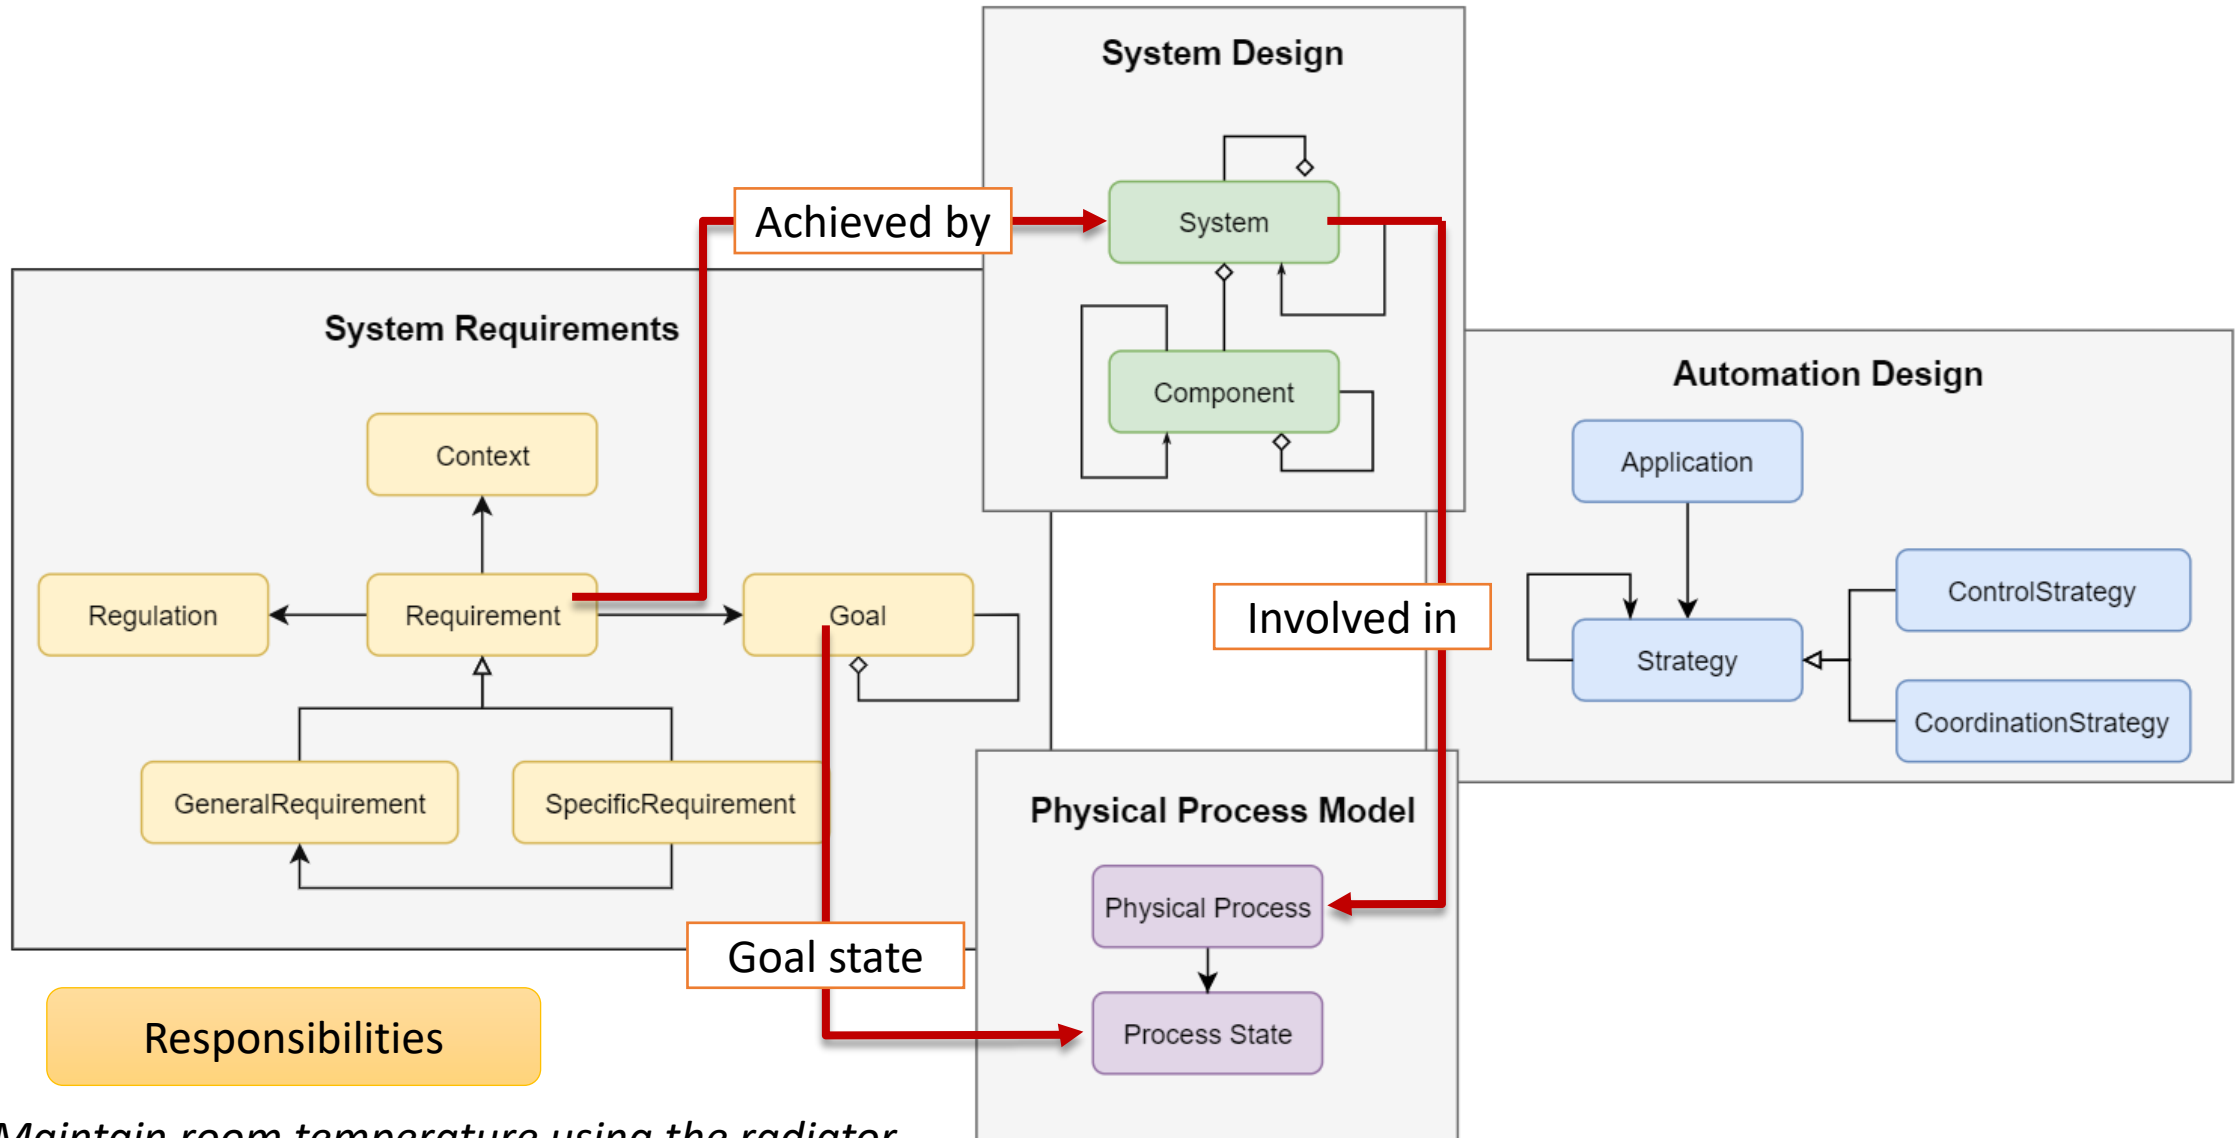 System Design
System
Achieved by
Component
System Requirements
Context
Regulation
Requirement
Goal
GeneralRequirement
SpecificRequirement
Involved in
Automation Design
Application
Strategy
ControlStrategy
CoordinationStrategy
Physical Process Model
Physical Process
Process State
Goal state
Responsibilities
Maintain room temperature using the radiator